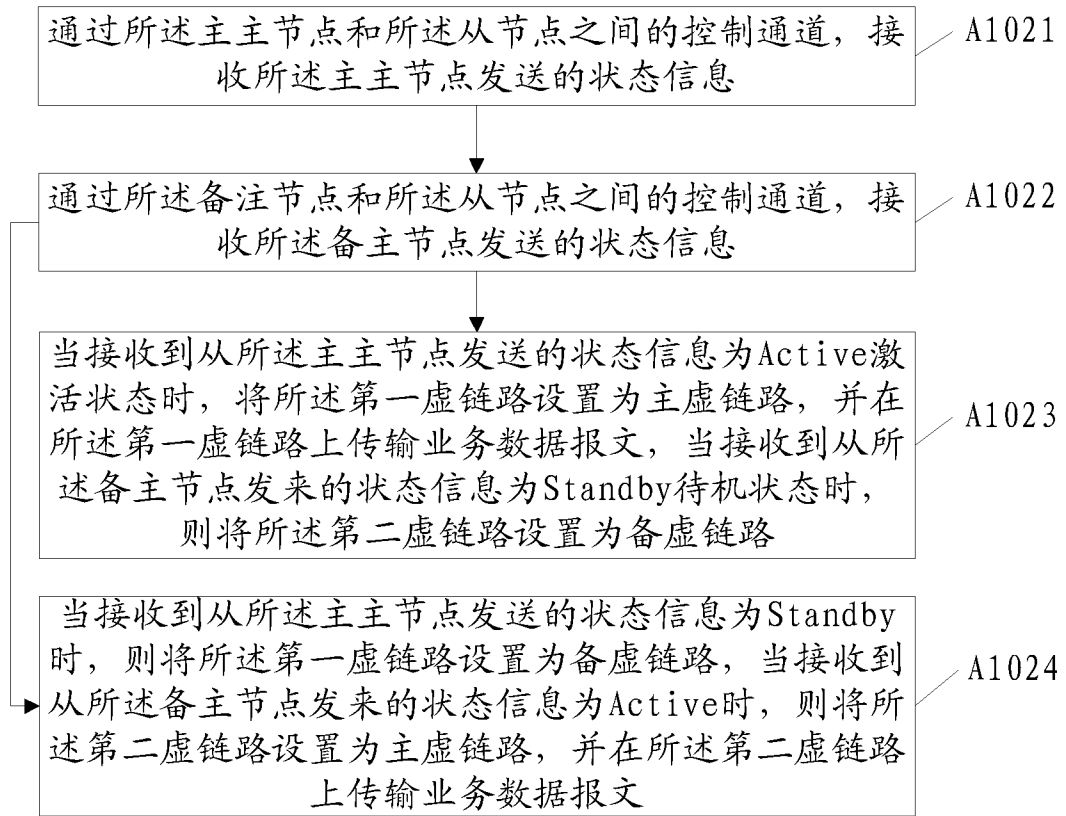 通过所述主主节点和所述从节点之间的控制通道，接
收所述主主节点发送的状态信息
A1021
通过所述备注节点和所述从节点之间的控制通道，接
收所述备主节点发送的状态信息
A1022
当接收到从所述主主节点发送的状态信息为Active激
活状态时，将所述第一虚链路设置为主虚链路，并在
所述第一虚链路上传输业务数据报文，当接收到从所
述备主节点发来的状态信息为Standby待机状态时，
则将所述第二虚链路设置为备虚链路
A1023
当接收到从所述主主节点发送的状态信息为Standby
时，则将所述第一虚链路设置为备虚链路，当接收到
从所述备主节点发来的状态信息为Active时，则将所
述第二虚链路设置为主虚链路，并在所述第二虚链路
上传输业务数据报文
A1024